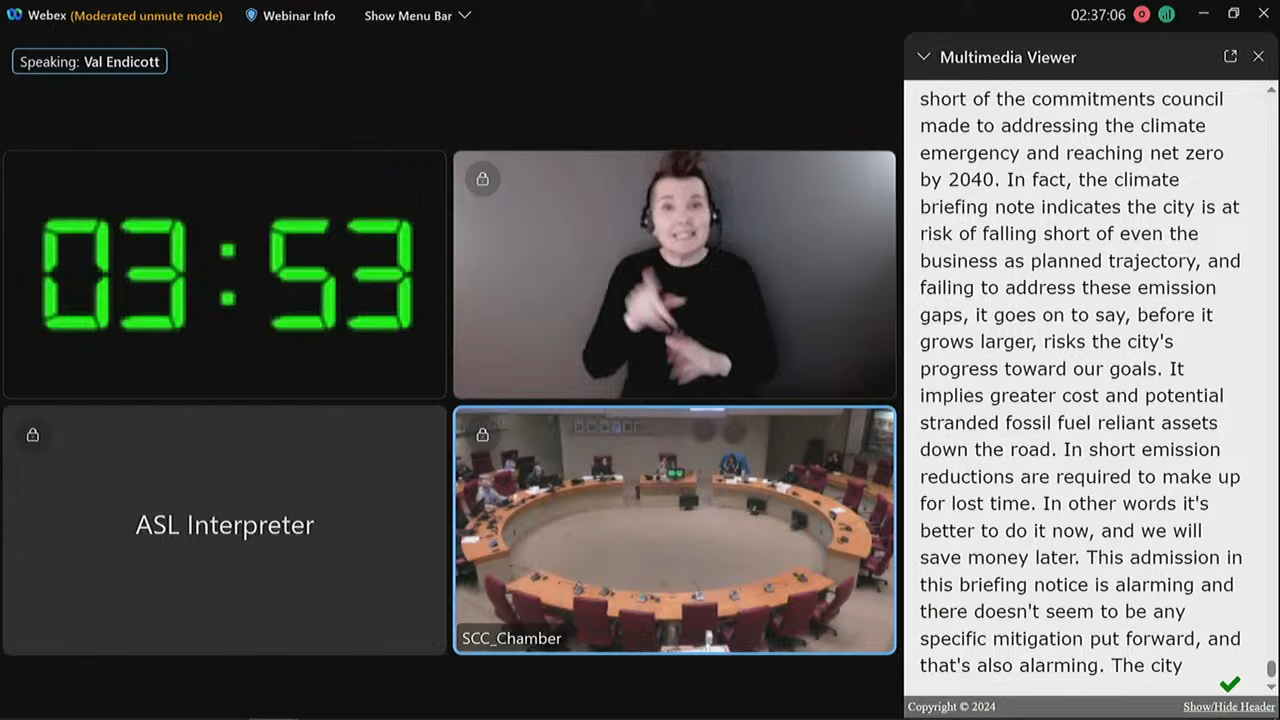 Webex (Moderated unmute mode) Webinar Info Show Menu Bar 02:37:06
Speaking: Val Endicott
03:53
ASL Interpreter
SCC_Chamber
Multimedia Viewer
short of the commitments council
made to addressing the climate
emergency and reaching net zero
by 2040. In fact, the climate
briefing note indicates the city is at
risk of falling short of even the
business as planned trajectory, and
failing to address these emission
gaps, it goes on to say, before it
grows larger, risks the city's
progress toward our goals. It
implies greater cost and potential
stranded fossil fuel reliant assets
down the road. In short emission
reductions are required to make up
for lost time. In other words it's
better to do it now, and we will
save money later. This admission in
this briefing notice is alarming and
there doesn't seem to be any
specific mitigation put forward, and
that's also alarming. The city
Copyright © 2024 Show/Hide Header